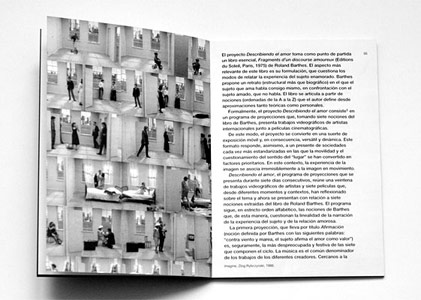 El proyecto Describiendo el amor toma como punto de partida
un libro esencial, Fragments d'un discourse amoureux (Éditions
du Soleil, París, 1975) de Roland Barthes. El aspecto más
relevante de este libro es su formulación, que cuestiona los
modos de relatar la experiencia del sujeto enamorado. Barthes
propone un retrato estructural más que biográfico en el que el
sujeto que ama habla consigo mismo, en confrontación con el
sujeto amado, que no habla. El libro se articula a partir de
nociones (ordenadas de la A a la Z) que el autor define desde
aproximaciones tanto teóricas como personales.
Formalmente, el proyecto Describiendo el amor consiste en
un programa de proyecciones que, tomando siete nociones del
libro de Barthes, presenta trabajos videográficos de artistas
internacionales junto a películas cinematográficas.
De este modo, el proyecto se convierte en una suerte de
exposición móvil y, en consecuencia, versátil y dinámica. Este
formato responde, asimismo, a un presente de sociedades
cada vez más estandarizadas en las que la movilidad y el
cuestionamiento del sentido del "lugar" se han convertido en
factores prioritarios. En este contexto, la experiencia de la
imagen se asocia irremediablemente a la imagen en movimiento.
Describiendo el amor, el programa de proyecciones que se
presenta durante siete días consecutivos, reúne una veintena
de trabajos videográficos de artistas y siete películas que,
desde diferentes momentos y contextos, han reflexionado
sobre el tema y ahora se presentan con relación a siete
nociones extraídas del libro de Roland Barthes. El programa
sigue, en estricto orden alfabético, las nociones de Barthes
que, de esta manera, cuestionan la linealidad de la narración
de la experiencia del sujeto y de su narración.
La primera proyección, que lleva por título Afirmación
(noción definida por Barthes con las siguientes palabras:
"contra viento y marea, el sujeto afirma el amor como valor")
es, seguramente, la más despreocupada y festiva de las siete
que componen el ciclo. La música es el común denominador
de los trabajos de los diferentes creadores. Cercanos a la